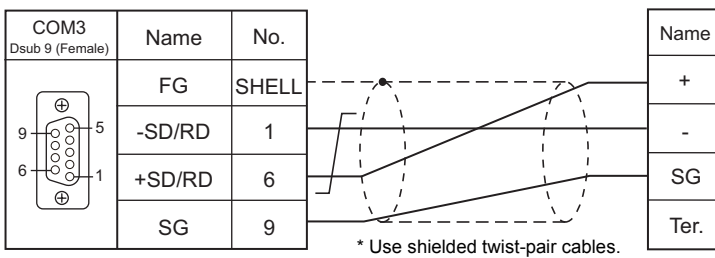 COM3
Dsub 9 (Female)
Name No.
FG SHELL
-SD/RD 1
+SD/RD 6
SG 9
9 5
6 1
Name
+
-
SG
Ter.
* Use shielded twist-pair cables.